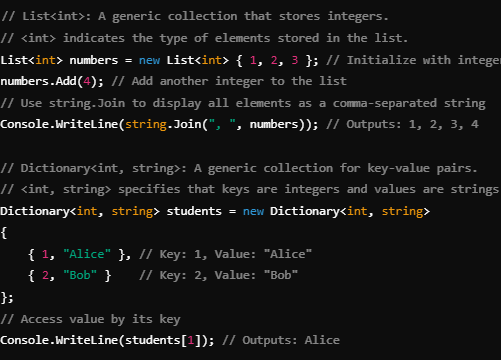 // List<int>: A generic collection that stores integers.
// <int> indicates the type of elements stored in the list.
List<int> numbers = new List<int> { 1, 2, 3 }; // Initialize with
numbers.Add(4); // Add another integer to the list
// Use string.Join to display all elements as a comma-separated string
Console.WriteLine(string.Join(", ", numbers)); // Outputs: 1, 2, 3, 4
// Dictionary<int, string>: A generic collection for key-value pairs.
// <int, string> specifies that keys are integers and values are strings
Dictionary<int, string> students = new Dictionary<int, string>
{
    { 1, "Alice" }, // Key: 1, Value: "Alice"
    { 2, "Bob" }    // Key: 2, Value: "Bob"
};
// Access value by its key
Console.WriteLine(students[1]); // Outputs: Alice